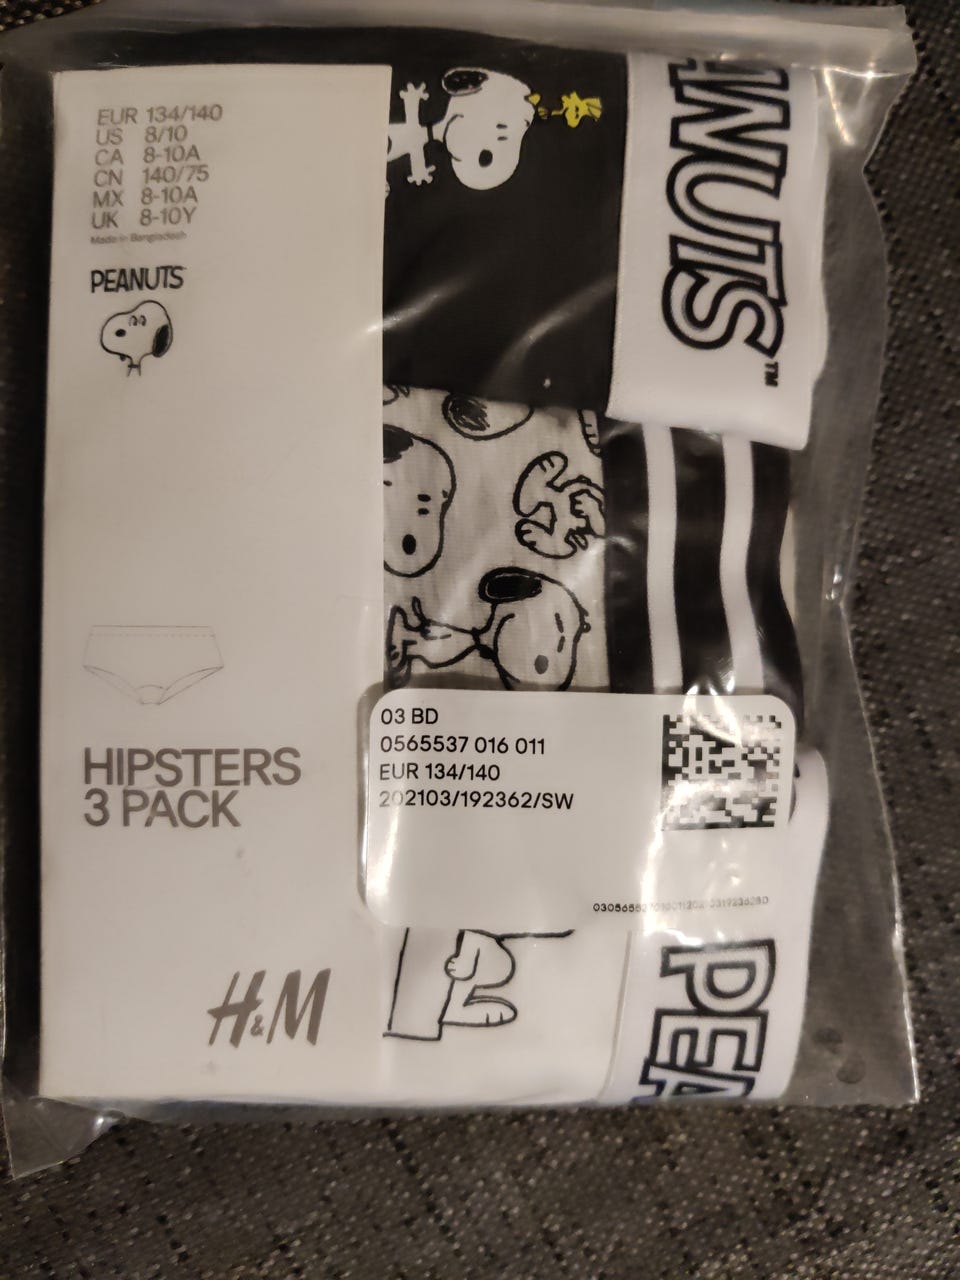 EUR 134/140
US 8/10
CA 8-10A
CN 140/75
MX 8-10A
UK 8-10Y
Made in Bangladesh
PEANUTS
HIPSTERS
3 PACK
H&M
NUTS™
03 BD
0565537 016 011
EUR 134/140
202103/192362/SW
PEA